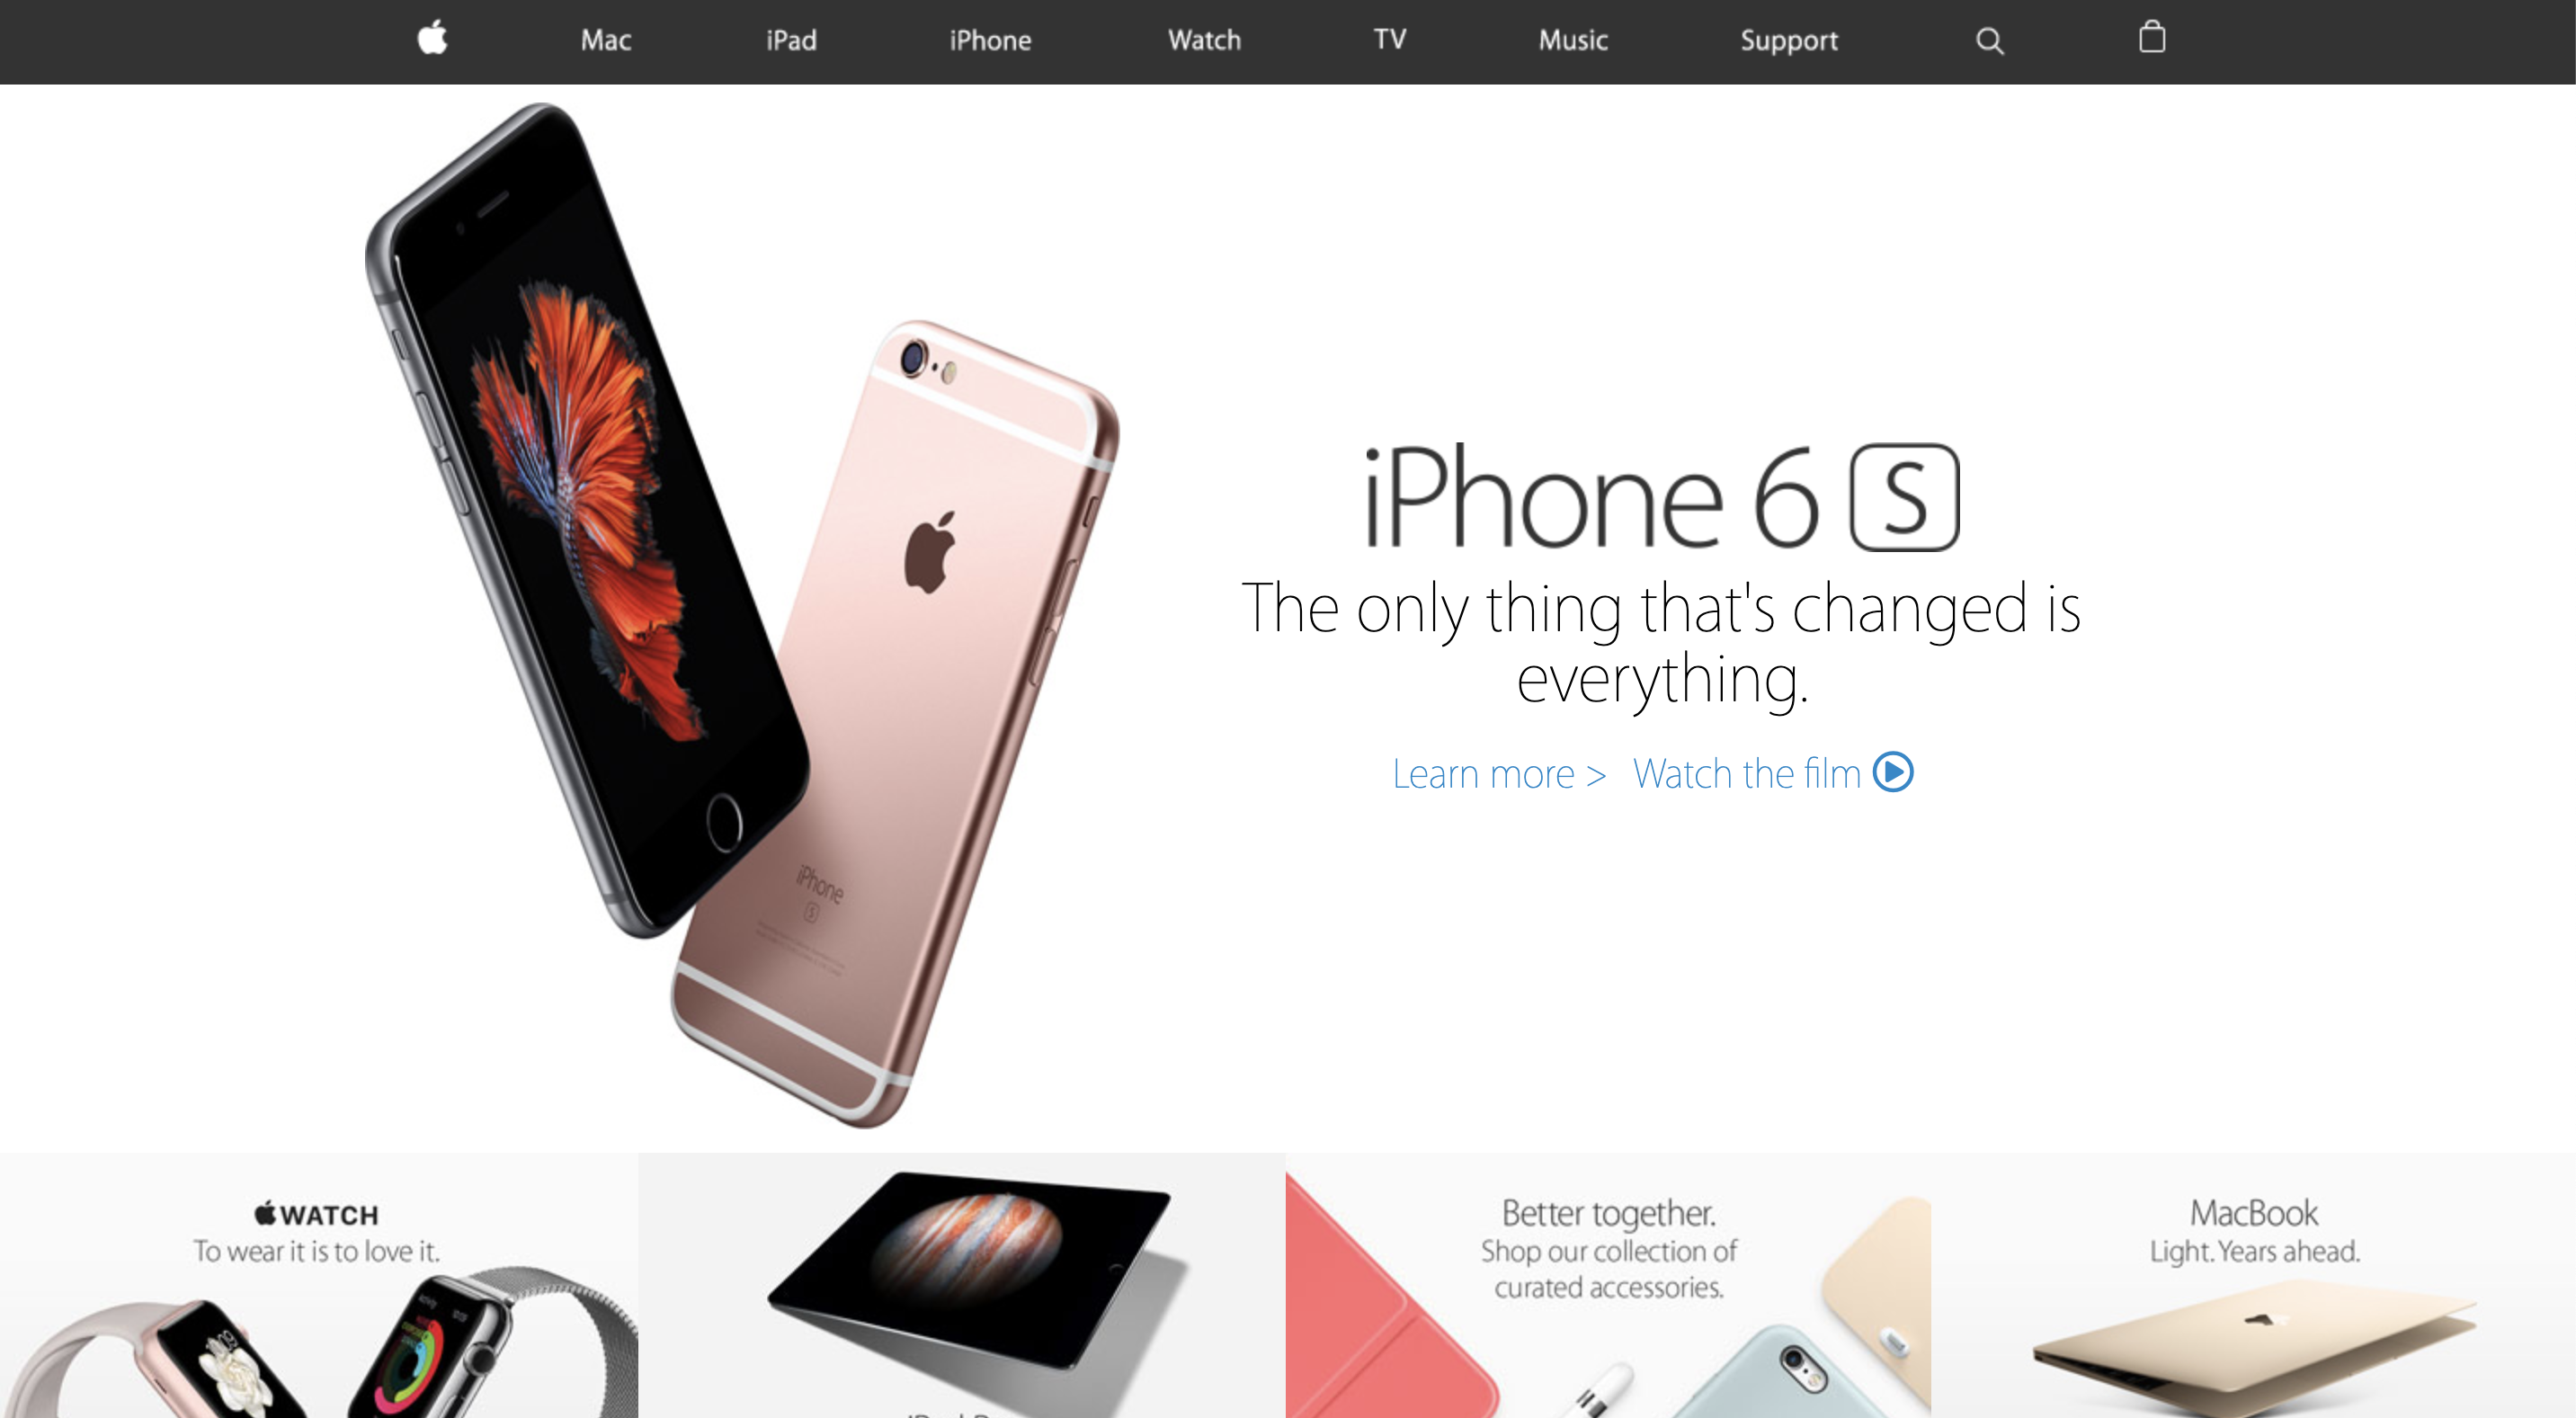 Mac
iPad
iPhone
Watch
TV
Music
Support
iPhone 6 S
The only thing that's changed is
everything.
Learn more > Watch the film
iPhone
S
WATCH
To wear it is to love it.
Better together.
Shop our collection of
curated accessories.
MacBook
Light. Years ahead.